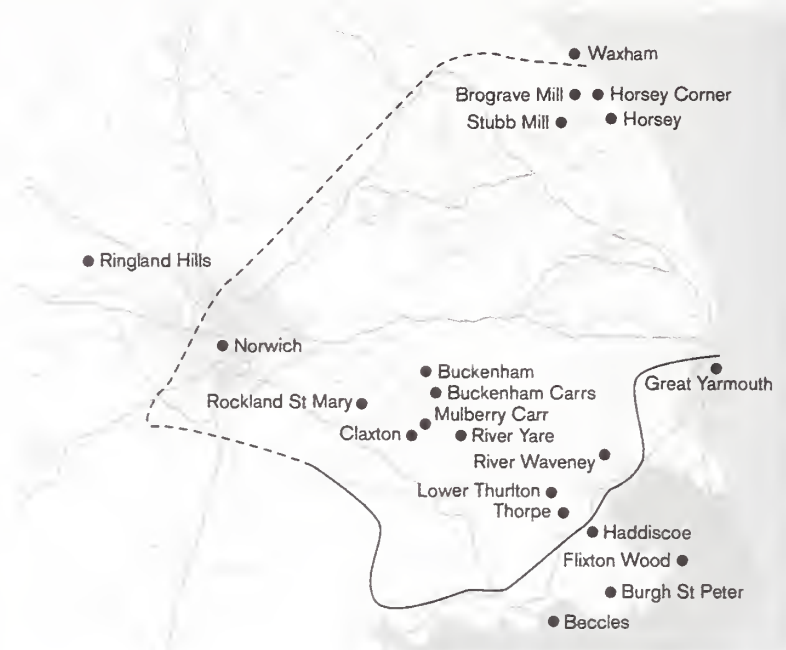 Waxham
Brograve Mill
Horsey Corner
Stubb Mill
Horsey
Ringland Hills
Norwich
Buckenham
Great Yarmouth
Buckenham Carrs
Rockland St Mary
Mulberry Carr
Claxton
River Yare
River Waveney
Lower Thurlton
Thorpe
Haddiscoe
Flixton Wood
Burgh St Peter
Beccles